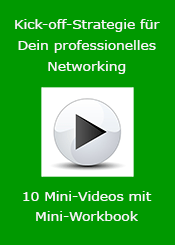 Kick-off-Strategie für
Dein professionelles
Networking
10 Mini-Videos mit
Mini-Workbook